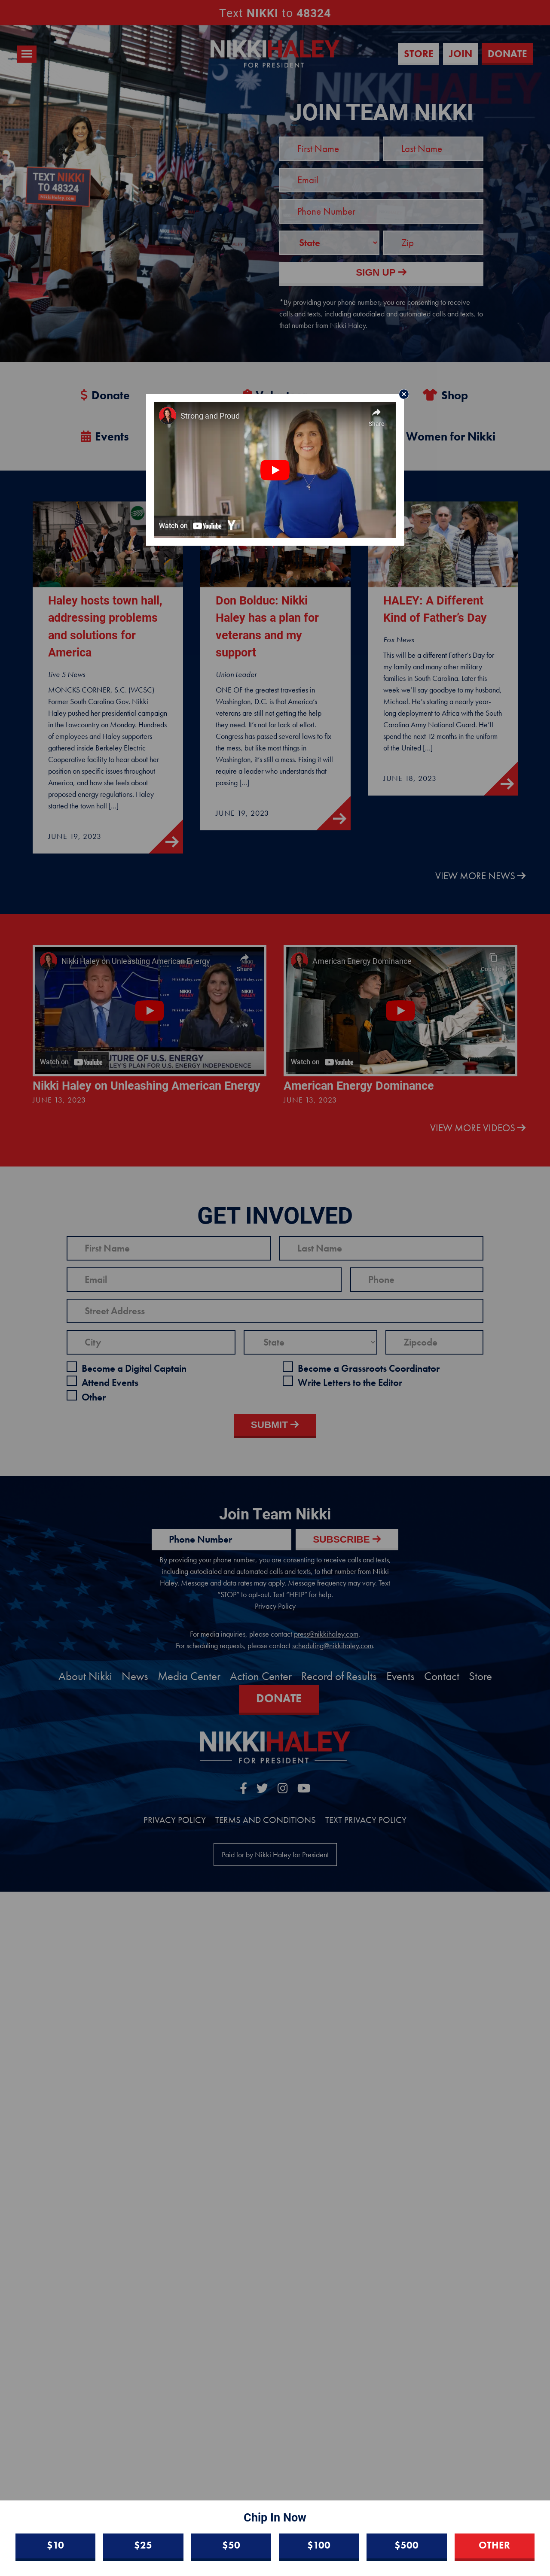 Text NIKKI to 48324
NIKKIHALEY
FOR PRESIDENT
STORE
JOIN
DONATE
TEXT NIKKI
TO 48324
JOIN TEAM NIKKI
First Name
Last Name
Email
Phone Number
State
Zip
SIGN UP
*By providing your phone number, you are consenting to receive
calls and texts, including autodialed and automated calls and texts, to
that number from Nikki Haley.
Donate
Shop
Events
Women for Nikki
Strong and Proud
Share
Watch on YouTube
Haley hosts town hall,
addressing problems
and solutions for
America
Live 5 News
MONCKS CORNER, S.C. (WCSC) –
Former South Carolina Gov. Nikki
Haley pushed her presidential campaign
in the Lowcountry on Monday. Hundreds
of employees and Haley supporters
gathered inside Berkeley Electric
Cooperative facility to hear about her
position on specific issues throughout
America, and how she feels about
proposed energy regulations. Haley
started the town hall [...]
JUNE 19, 2023
Don Bolduc: Nikki
Haley has a plan for
veterans and my
support
Union Leader
ONE OF the greatest travesties in
Washington, D.C. is that America’s
veterans are still not getting the help
they need. It’s not for lack of effort.
Congress has passed several laws to fix
the mess, but like most things in
Washington, it’s still a mess. Fixing it will
require a leader who understands that
passing [...]
JUNE 19, 2023
HALEY: A Different
Kind of Father’s Day
Fox News
This will be a different Father’s Day for
my family and many other military
families in South Carolina. Later this
week we’ll say goodbye to my husband,
Michael. He’s starting a nearly year-
long deployment to Africa with the South
Carolina Army National Guard. He’ll
spend the next 12 months in the uniform
of the United [...]
JUNE 18, 2023
VIEW MORE NEWS
Nikki Haley on Unleashing American Energy
Share
Watch on YouTube
Nikki Haley on Unleashing American Energy
JUNE 13, 2023
American Energy Dominance
Watch on YouTube
American Energy Dominance
JUNE 13, 2023
VIEW MORE VIDEOS
GET INVOLVED
First Name
Last Name
Email
Phone
Street Address
City
State
Zipcode
Become a Digital Captain
Become a Grassroots Coordinator
Attend Events
Write Letters to the Editor
Other
SUBMIT
Join Team Nikki
Phone Number
SUBSCRIBE
By providing your phone number, you are consenting to receive calls and texts,
including autodialed and automated calls and texts, to that number from Nikki
Haley. Message and data rates may apply. Message frequency may vary. Text
“STOP” to opt-out. Text “HELP” for help.
Privacy Policy
For media inquiries, please contact press@nikkihaley.com.
For scheduling requests, please contact scheduling@nikkihaley.com.
About Nikki News Media Center Action Center Record of Results Events Contact Store
DONATE
NIKKIHALEY
FOR PRESIDENT
PRIVACY POLICY TERMS AND CONDITIONS TEXT PRIVACY POLICY
Paid for by Nikki Haley for President
Chip In Now
$10
$25
$50
$100
$500
OTHER